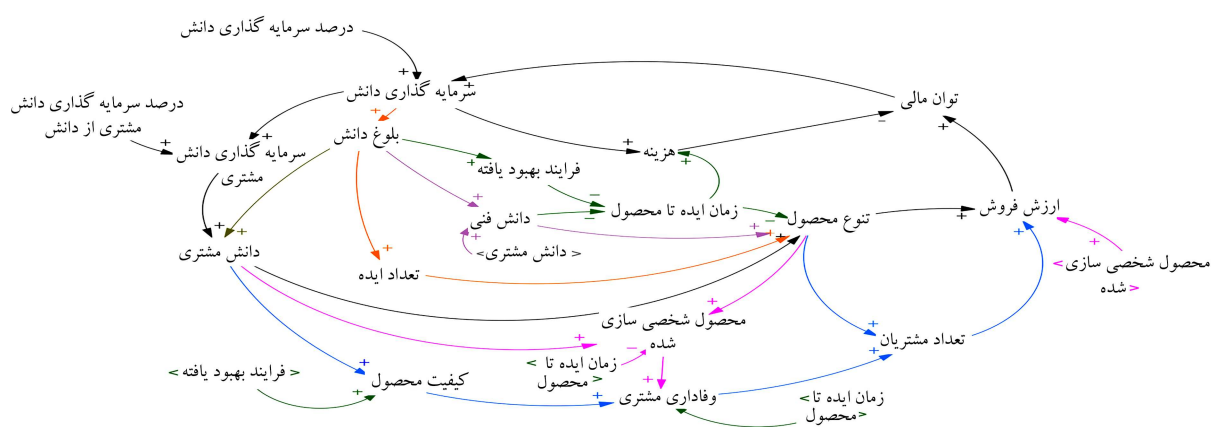 درصد سرمایه گذاری دانش
سرمایه گذاری دانش
توان مالی
درصد سرمایه گذاری دانش
مشتری از دانش
بلوغ دانش
سرمایه گذاری دانش
مشتری
هزینه
فرایند بهبود یافته
زمان ایده تا محصول
ارزش فروش
تنوع محصول
دانش فنی
دانش مشتری
<دانش مشتری>
تعداد ایده
<محصول شخصی سازی
شده>
محصول شخصی سازی
شده
تعداد مشتریان
<زمان ایده تا
محصول>
<فرایند بهبود یافته>
کیفیت محصول
وفاداری مشتری
<زمان ایده تا
محصول>